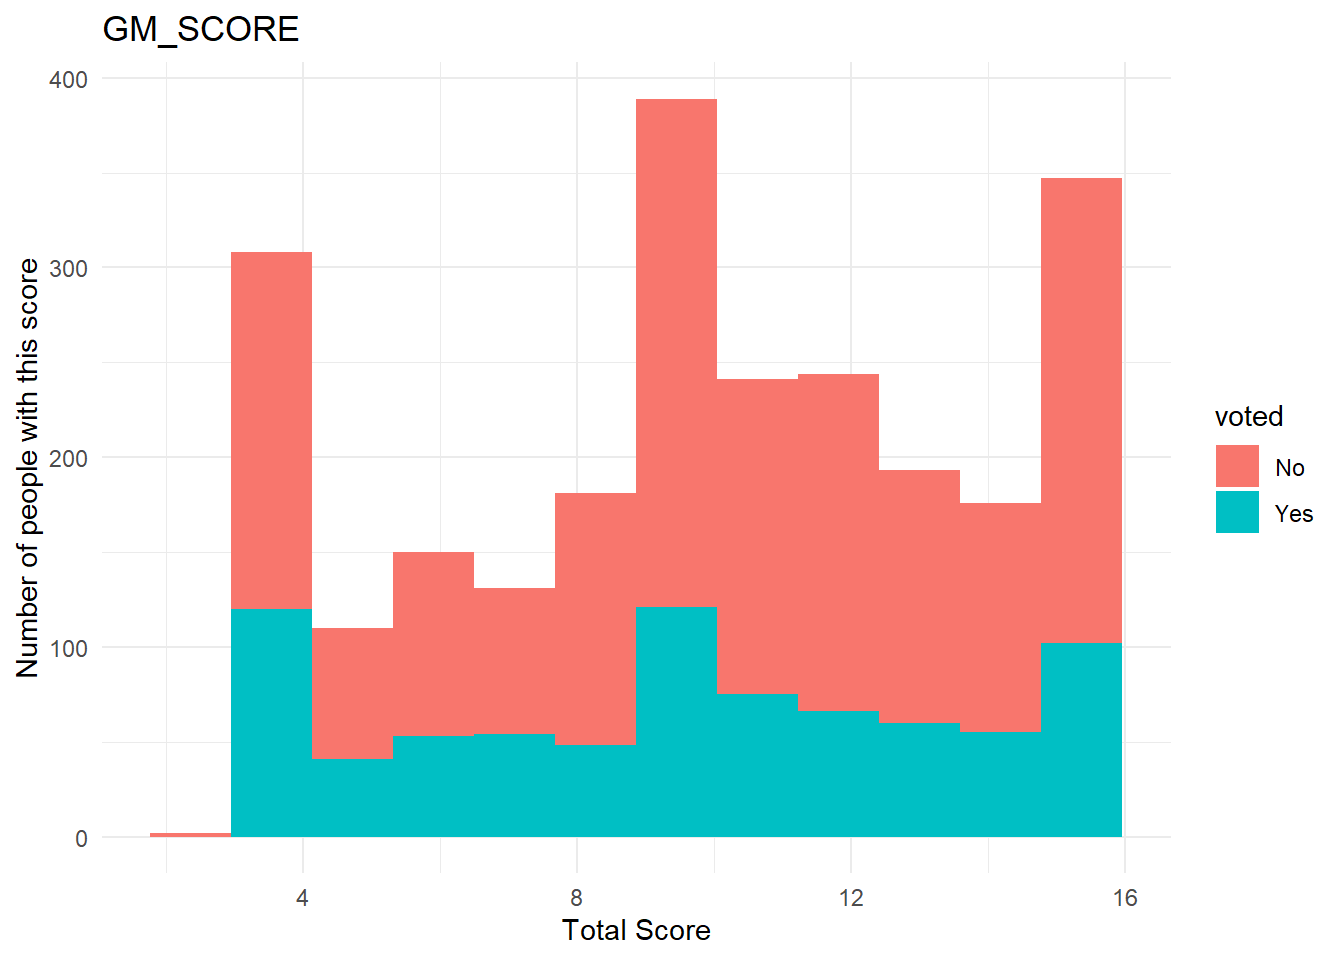 GM_SCORE
400
300
200
100
0
Number of people with this score
4
8
12
16
Total Score
voted
No
Yes